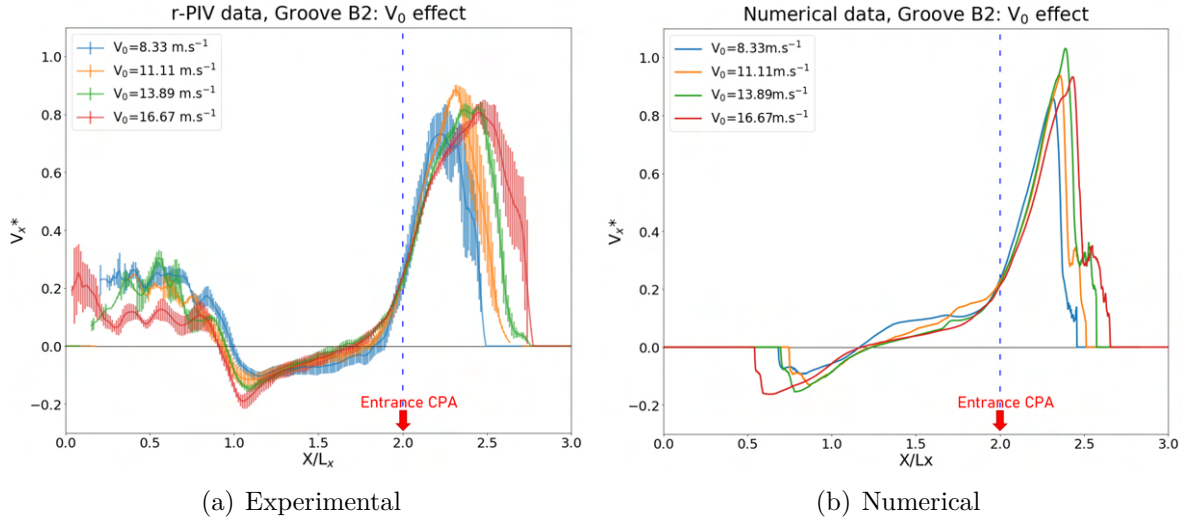 r-PIV data, Groove B2: V₀ effect
V₀=8.33 m.s⁻¹
V₀=11.11 m.s⁻¹
V₀=13.89 m.s⁻¹
V₀=16.67 m.s⁻¹
1.0
0.8
0.6
0.4
0.2
0.0
−0.2
Vₓ*
Entrance CPA
0.0 0.5 1.0 1.5 2.0 2.5 3.0
X/Lₓ
(a) Experimental
Numerical data, Groove B2: V₀ effect
V₀=8.33m.s⁻¹
V₀=11.11m.s⁻¹
V₀=13.89m.s⁻¹
V₀=16.67m.s⁻¹
1.0
0.8
0.6
0.4
0.2
0.0
−0.2
Vₓ*
Entrance CPA
0.0 0.5 1.0 1.5 2.0 2.5 3.0
X/Lx
(b) Numerical